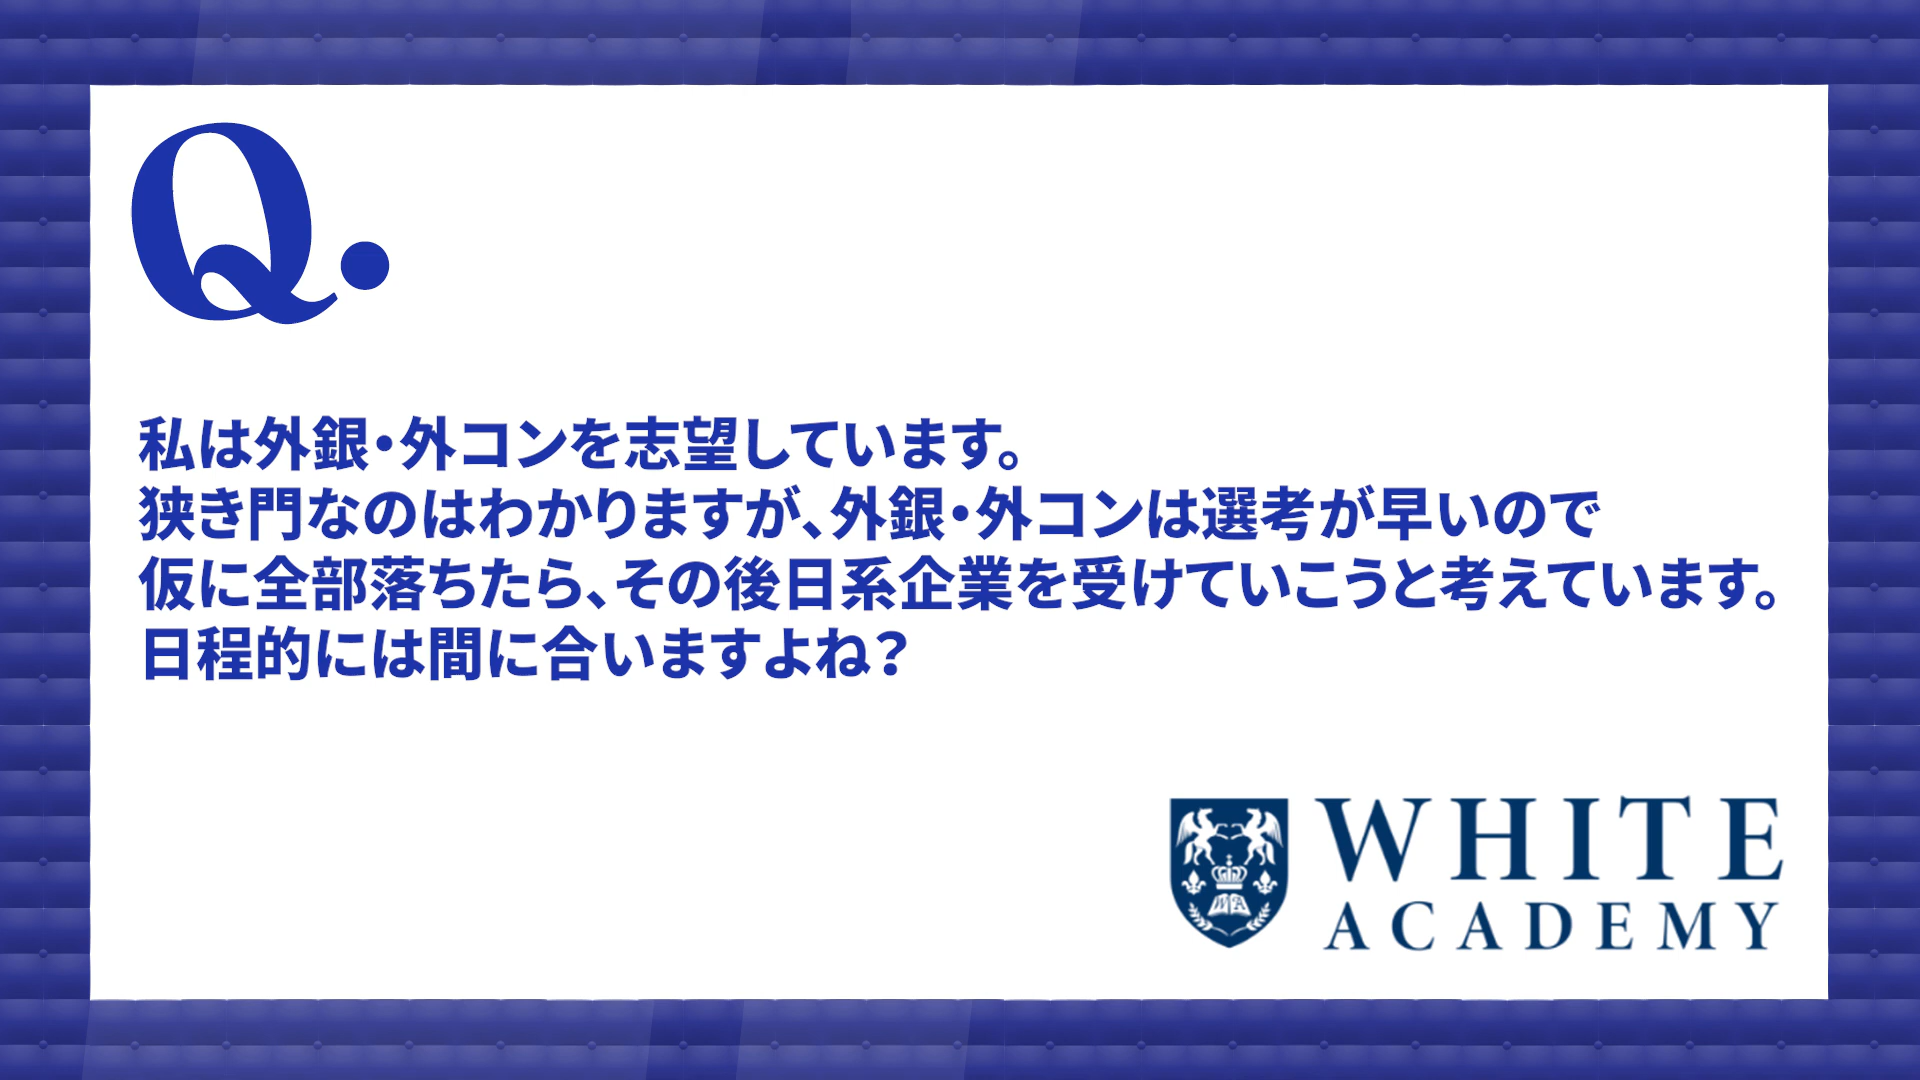 Q.
私は外銀・外コンを志望しています。
狭き門なのはわかりますが、外銀・外コンは選考が早いので
仮に全部落ちたら、その後日系企業を受けていこうと考えています。
日程的には間に合いますよね？
WHITE
ACADEMY